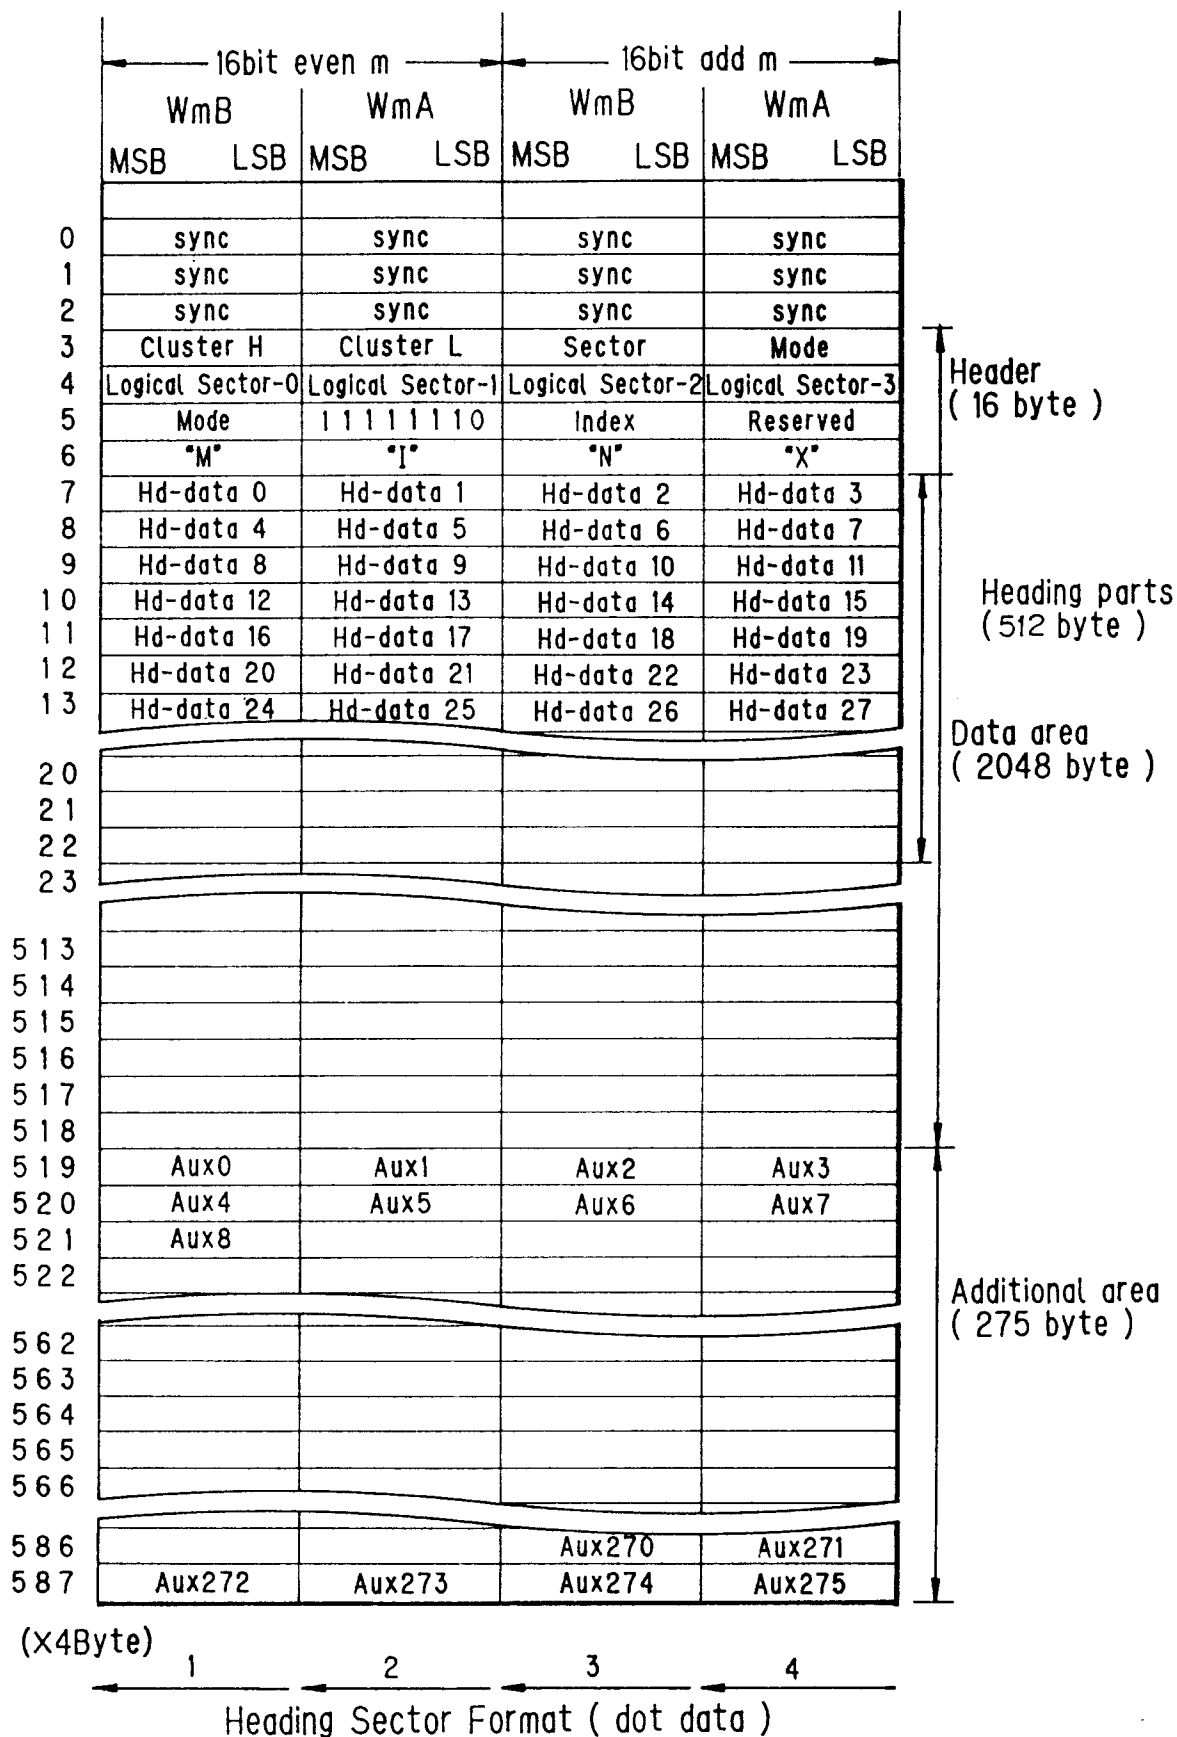 16bit even m 16bit add m
WmB WmA WmB WmA
MSB LSB MSB LSB MSB LSB MSB LSB
0 sync sync sync sync
1 sync sync sync sync
2 sync sync sync sync
3 Cluster H Cluster L Sector Mode
4 Logical Sector-0 Logical Sector-1 Logical Sector-2 Logical Sector-3
Header
( 16 byte )
5 Mode 11111110 Index Reserved
6 "M" "I" "N" "X"
7 Hd-data 0 Hd-data 1 Hd-data 2 Hd-data 3
8 Hd-data 4 Hd-data 5 Hd-data 6 Hd-data 7
9 Hd-data 8 Hd-data 9 Hd-data 10 Hd-data 11
10 Hd-data 12 Hd-data 13 Hd-data 14 Hd-data 15
Heading parts
(512 byte )
11 Hd-data 16 Hd-data 17 Hd-data 18 Hd-data 19
12 Hd-data 20 Hd-data 21 Hd-data 22 Hd-data 23
13 Hd-data 24 Hd-data 25 Hd-data 26 Hd-data 27
Data area
( 2048 byte )
20
21
22
23
513
514
515
516
517
518
519 Aux0 Aux1 Aux2 Aux3
520 Aux4 Aux5 Aux6 Aux7
521 Aux8
522
Additional area
( 275 byte )
562
563
564
565
566
586 Aux270 Aux271
587 Aux272 Aux273 Aux274 Aux275
(X4Byte)
1 2 3 4
Heading Sector Format ( dot data )